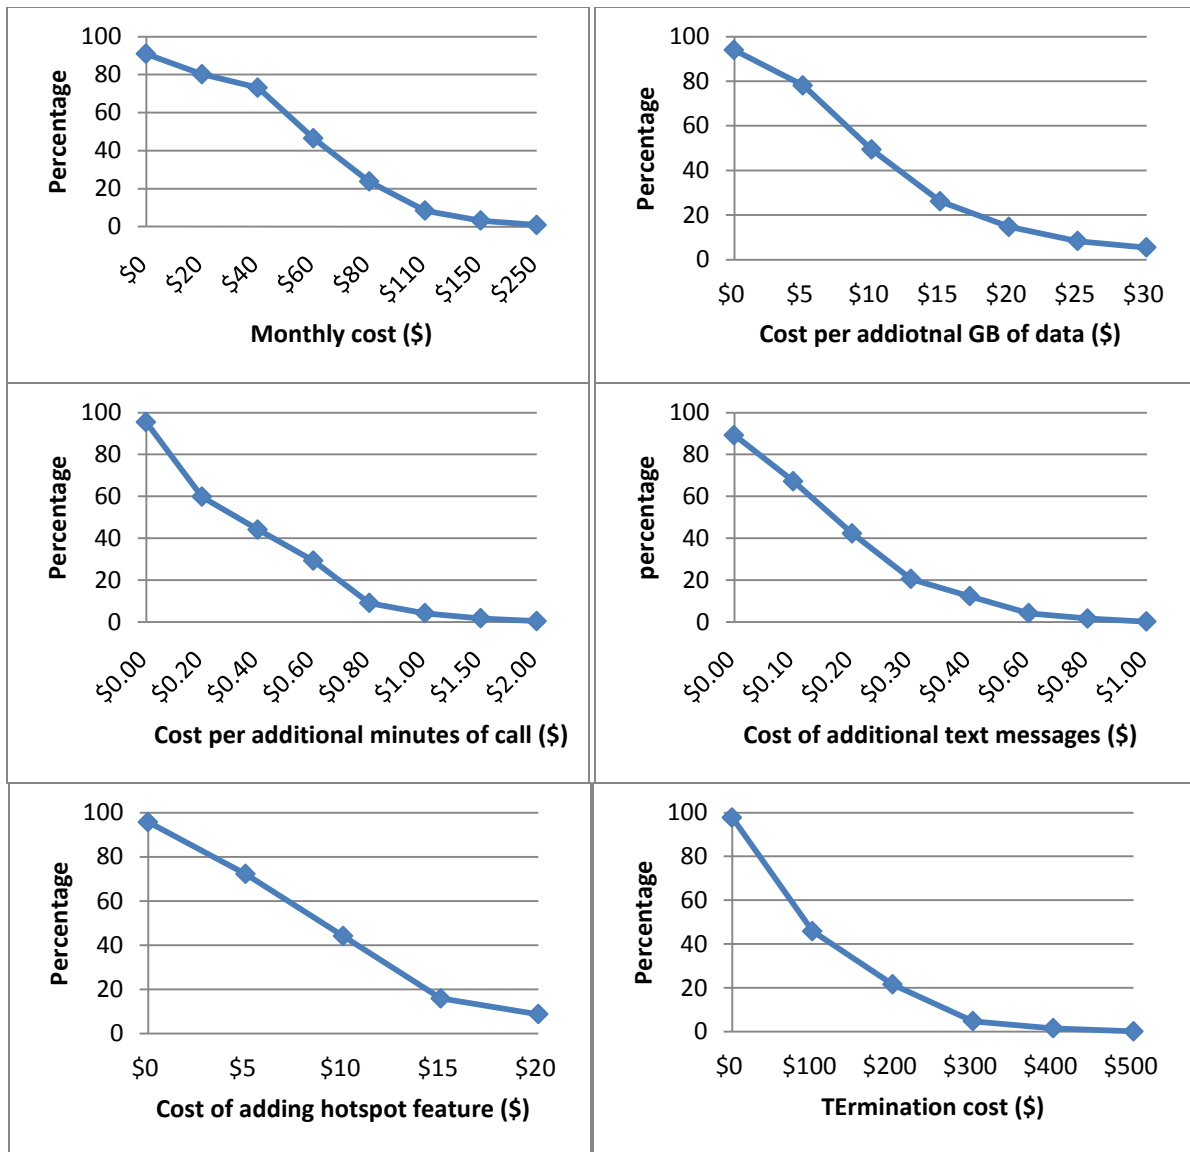 100
80
60
40
20
0
Percentage
$0 $20 $40 $60 $80 $110 $150 $250
Monthly cost ($)
100
80
60
40
20
0
Percentage
$0 $5 $10 $15 $20 $25 $30
Cost per addiotnal GB of data ($)
100
80
60
40
20
0
Percentage
$0.00 $0.20 $0.40 $0.60 $0.80 $1.00 $1.50 $2.00
Cost per additional minutes of call ($)
100
80
60
40
20
0
percentage
$0.00 $0.10 $0.20 $0.30 $0.40 $0.60 $0.80 $1.00
Cost of additional text messages ($)
100
80
60
40
20
0
Percentage
$0 $5 $10 $15 $20
Cost of adding hotspot feature ($)
100
80
60
40
20
0
Percentage
$0 $100 $200 $300 $400 $500
TErmination cost ($)